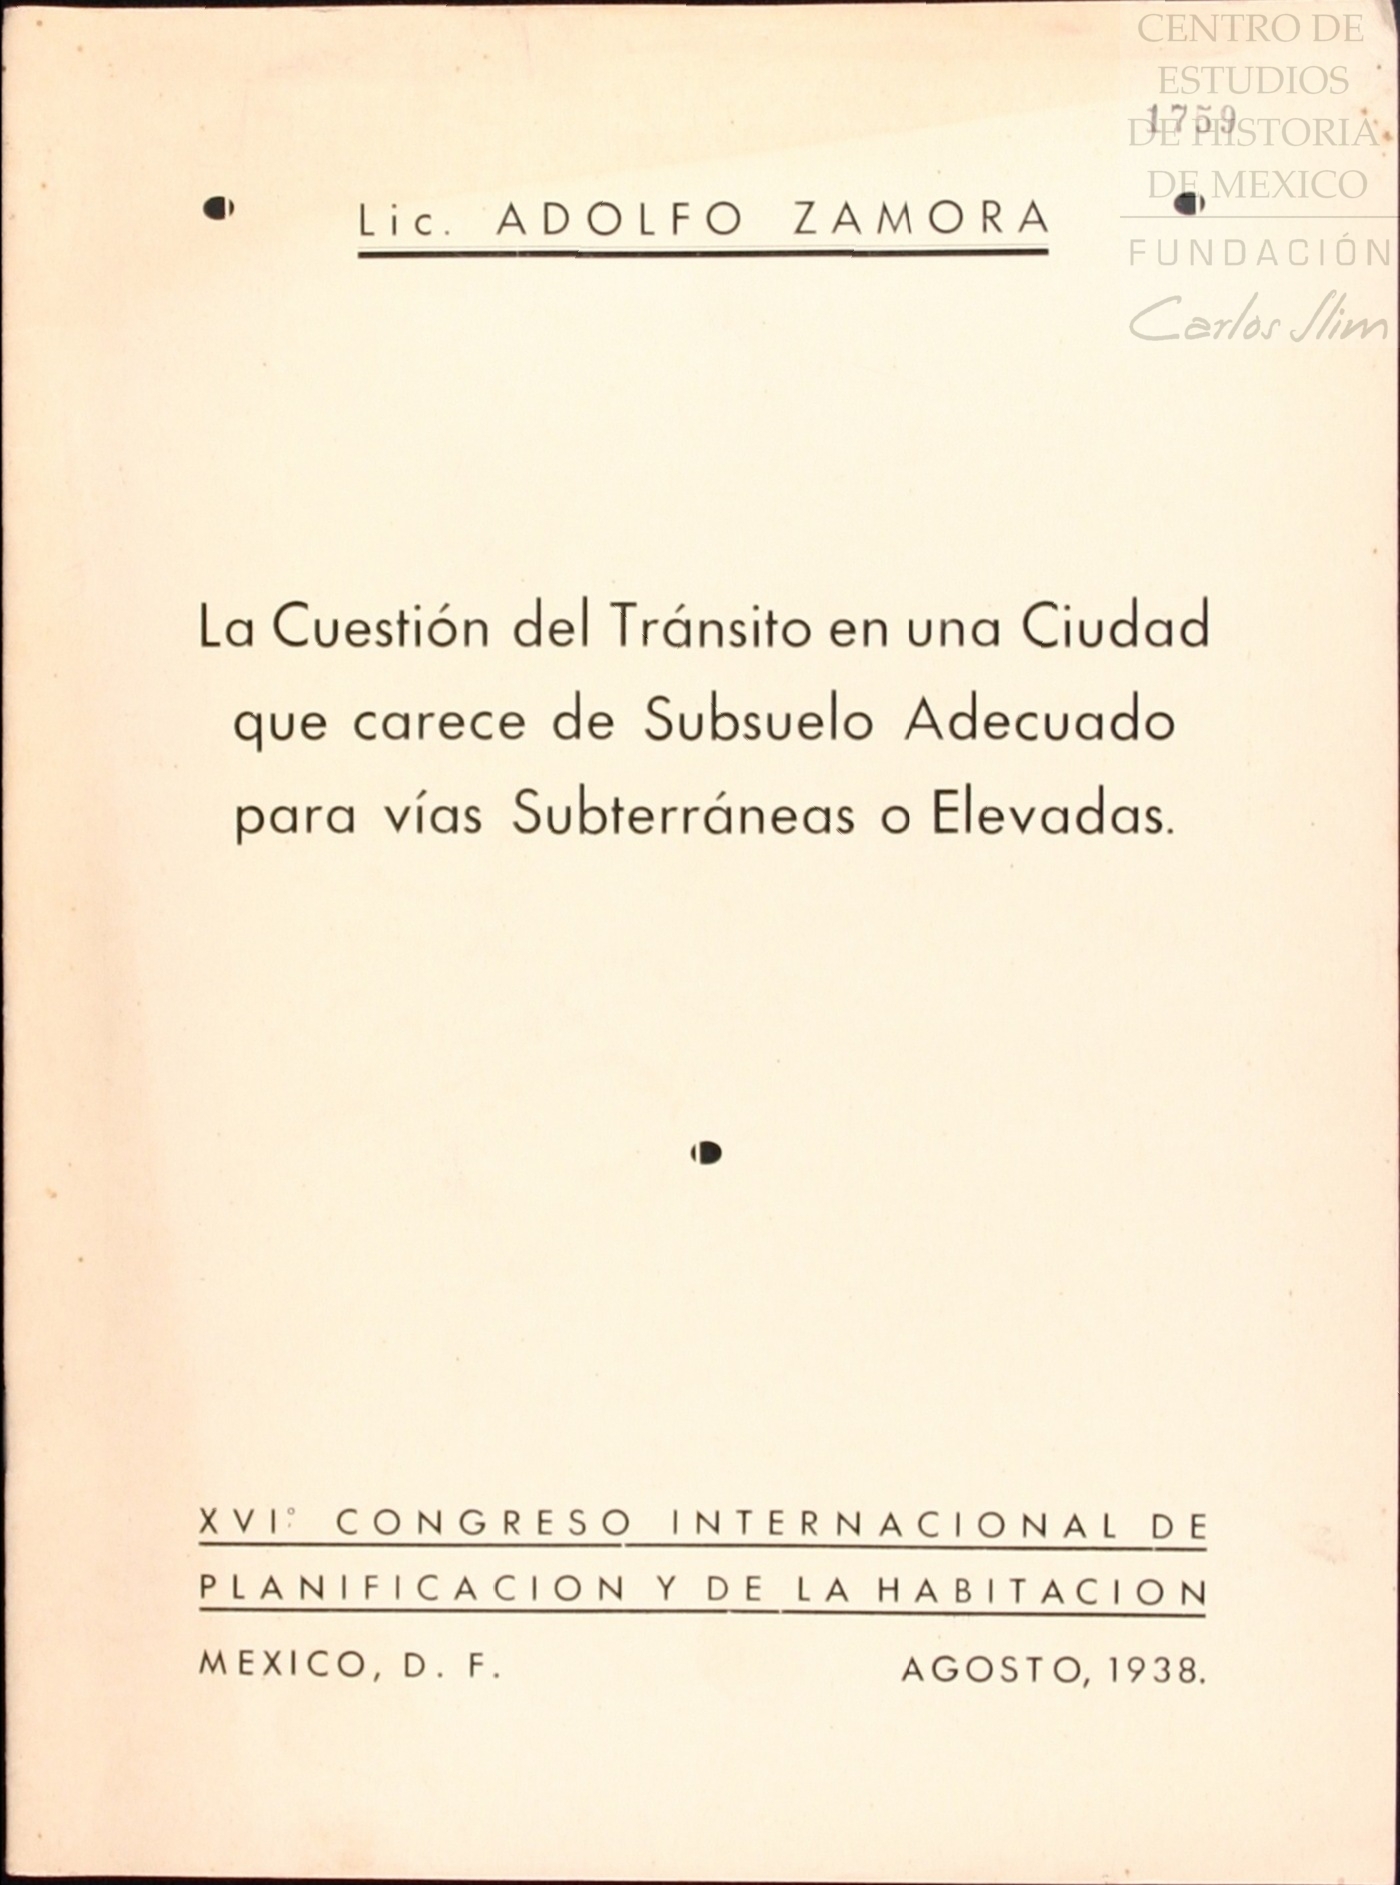 CENTRO DE
ESTUDIOS
DE HISTORIA
DE MEXICO
FUNDACIÓN
Carlos Slim
1759
Lic. ADOLFO ZAMORA
La Cuestión del Tránsito en una Ciudad
que carece de Subsuelo Adecuado
para vías Subterráneas o Elevadas.
XVI° CONGRESO INTERNACIONAL DE
PLANIFICACION Y DE LA HABITACION
MEXICO, D. F. AGOSTO, 1938.